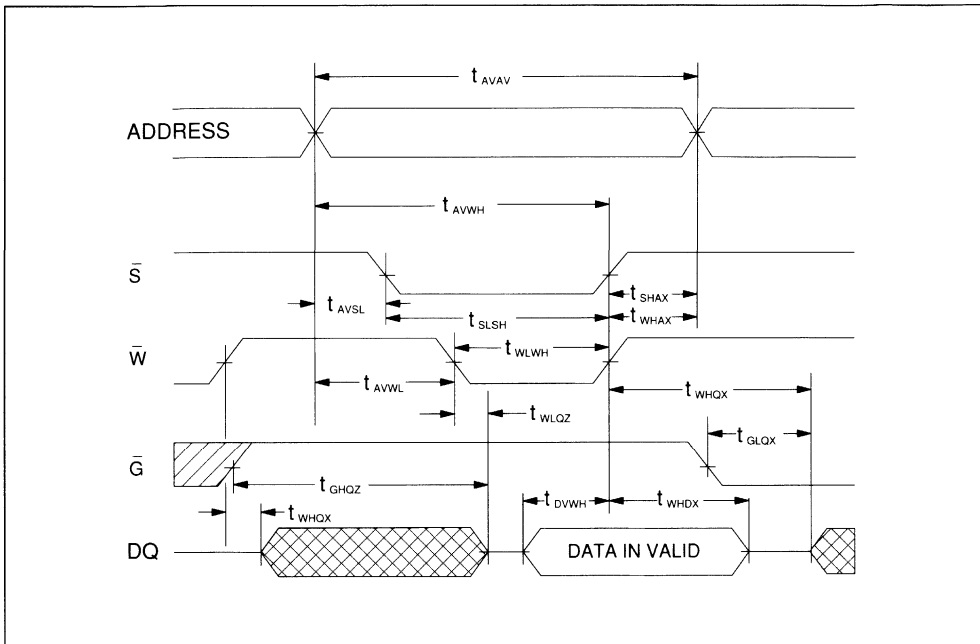 t AVAV
ADDRESS
t AVWH
S̄
t SHAX
t AVSL
t SLSH
t WHAX
W̄
t WLWH
t AVWL
t WHQX
t WLQZ
t GLQX
Ḡ
t GHQZ
t DVWH
t WHDX
t WHQX
DQ
DATA IN VALID